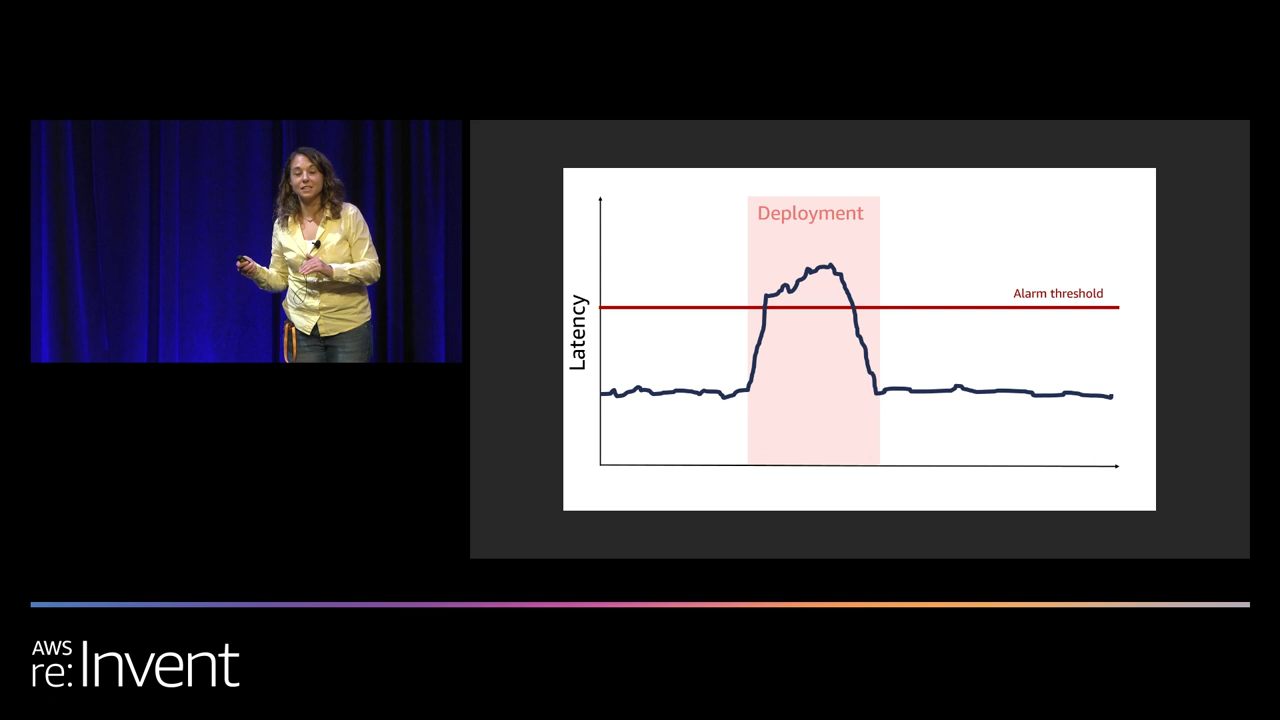 Deployment
Alarm threshold
Latency
AWS
re:Invent